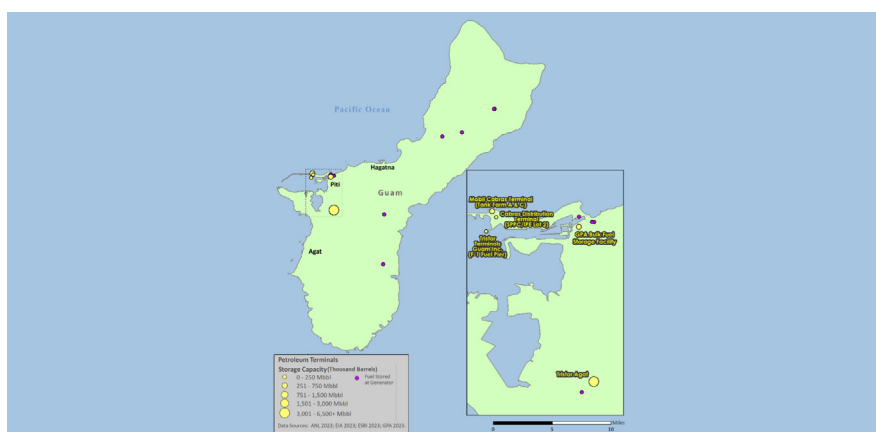 Pacific Ocean
Hagatna
Piti
Guam
Agat
Mobil Cabras Terminal
(Tank Farm A & C)
Cabras Distribution
Terminal
(SPPC/IPE Lot 2)
Tristar
Terminals
Guam Inc.
(F-1 Fuel Pier)
GPA Bulk Fuel
Storage Facility
Tristar Agat
Petroleum Terminals
Storage Capacity(Thousand Barrels)
0 - 250 Mbbl
251 - 750 Mbbl
751 - 1,500 Mbbl
1,501 - 3,000 Mbbl
3,001 - 6,500+ Mbbl
Fuel Stored
at Generator
Data Sources: ANL 2023; EIA 2023; ESRI 2023; GPA 2023.
Miles
0 5 10